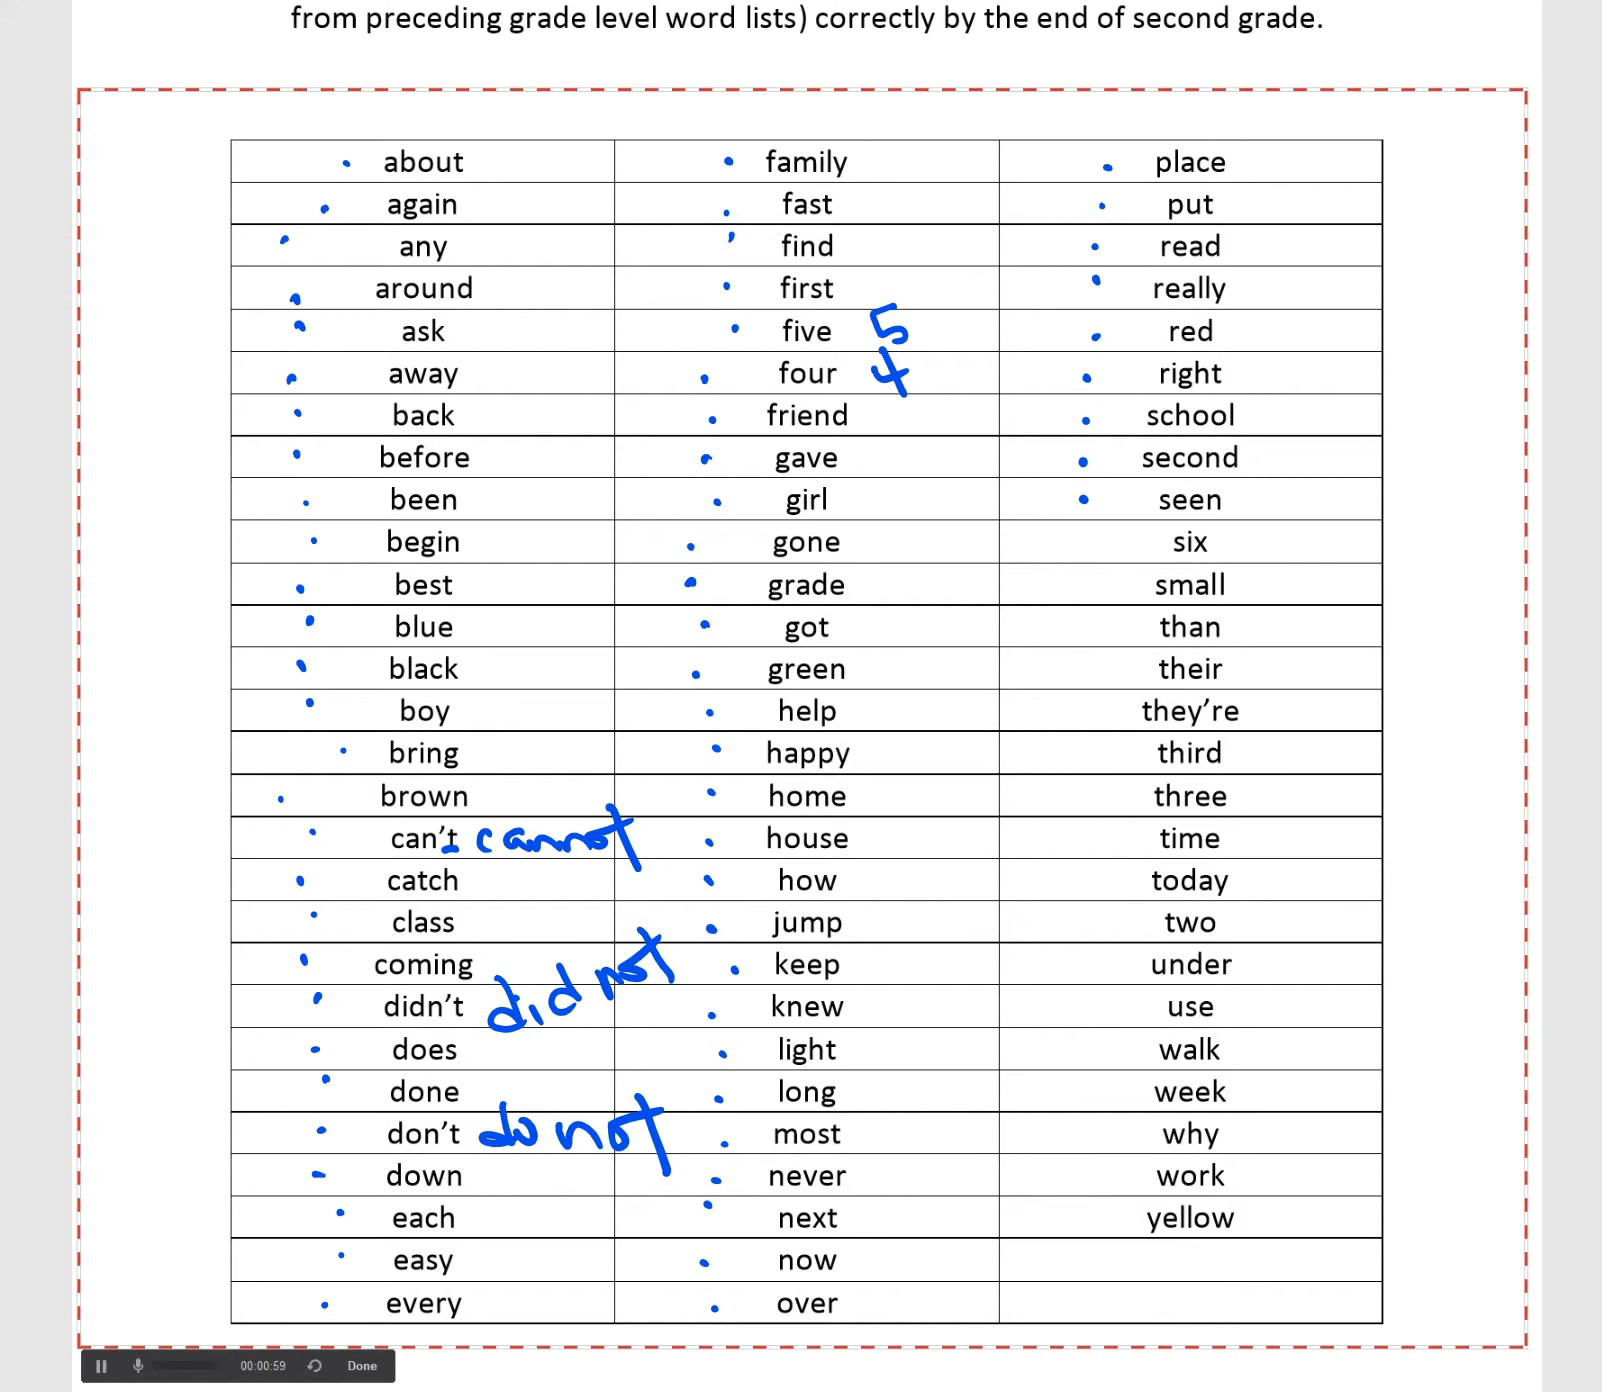 from preceding grade level word lists) correctly by the end of second grade.
about family place
again fast put
any find read
around first really
ask five 5 red
away four 4 right
back friend school
before gave second
been girl seen
begin gone six
best grade small
blue got than
black green their
boy help they’re
bring happy third
brown home three
can’t cannot house time
catch how today
class jump two
coming keep under
didn’t did not knew use
does light walk
done long week
don’t do not most why
down never work
each next yellow
easy now
every over
00:00:59 Done